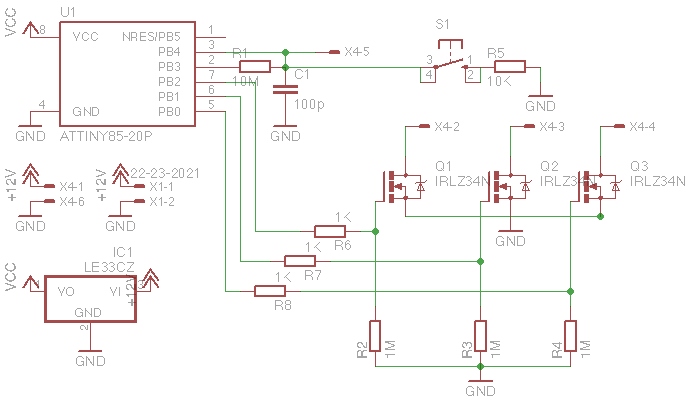 U1
VCC
8
VCC
NRES/PB5
1
PB4
3
PB3
2
PB2
7
PB1
6
PB0
5
4
GND
GND
ATTINY85-20P
R1
10M
C1
100p
GND
X4-5
S1
3
1
4
2
R5
10K
GND
X4-2
X4-3
X4-4
Q1
IRLZ34N
Q2
IRLZ34N
Q3
IRLZ34N
GND
+12V
X4-1
X4-6
GND
+12V
22-23-2021
X1-1
X1-2
GND
1K
R6
1K
R7
1K
R8
IC1
LE33CZ
VCC
1
VO
VI
3
+12V
GND
2
GND
R2
1M
R3
1M
R4
1M
GND